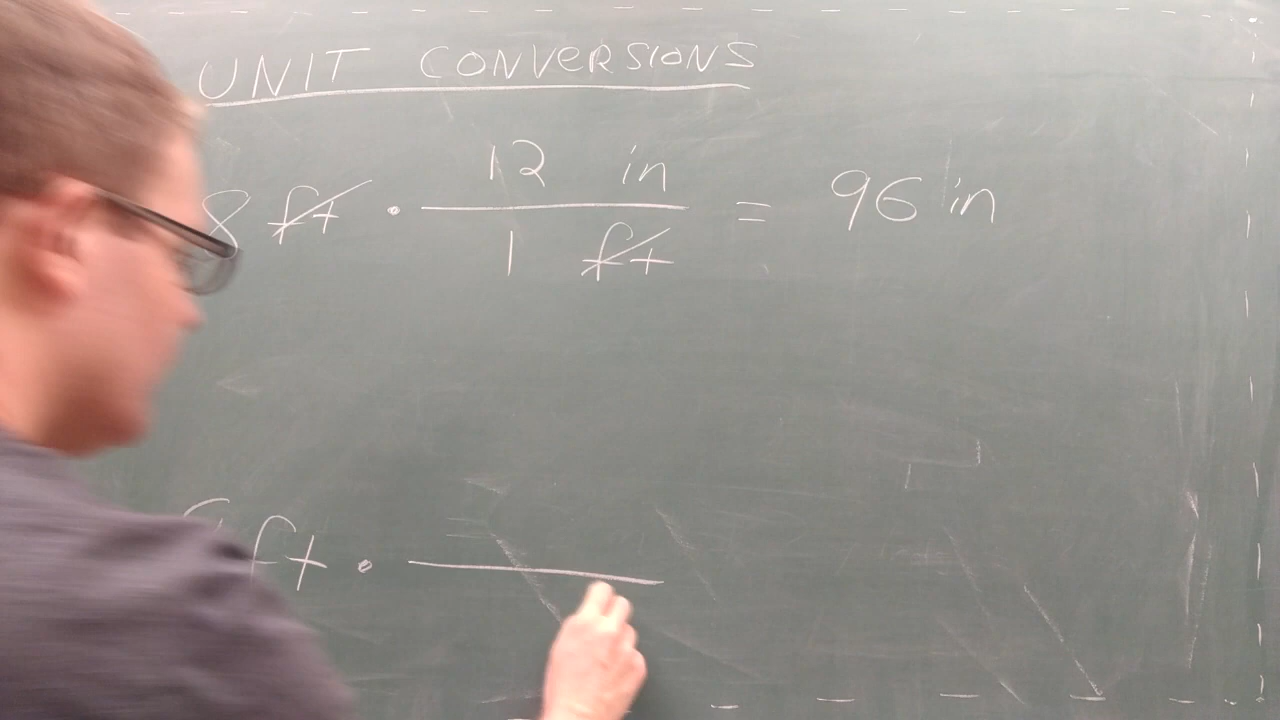 UNIT CONVERSIONS
8 ft · 12 in / 1 ft = 96 in
ft ·